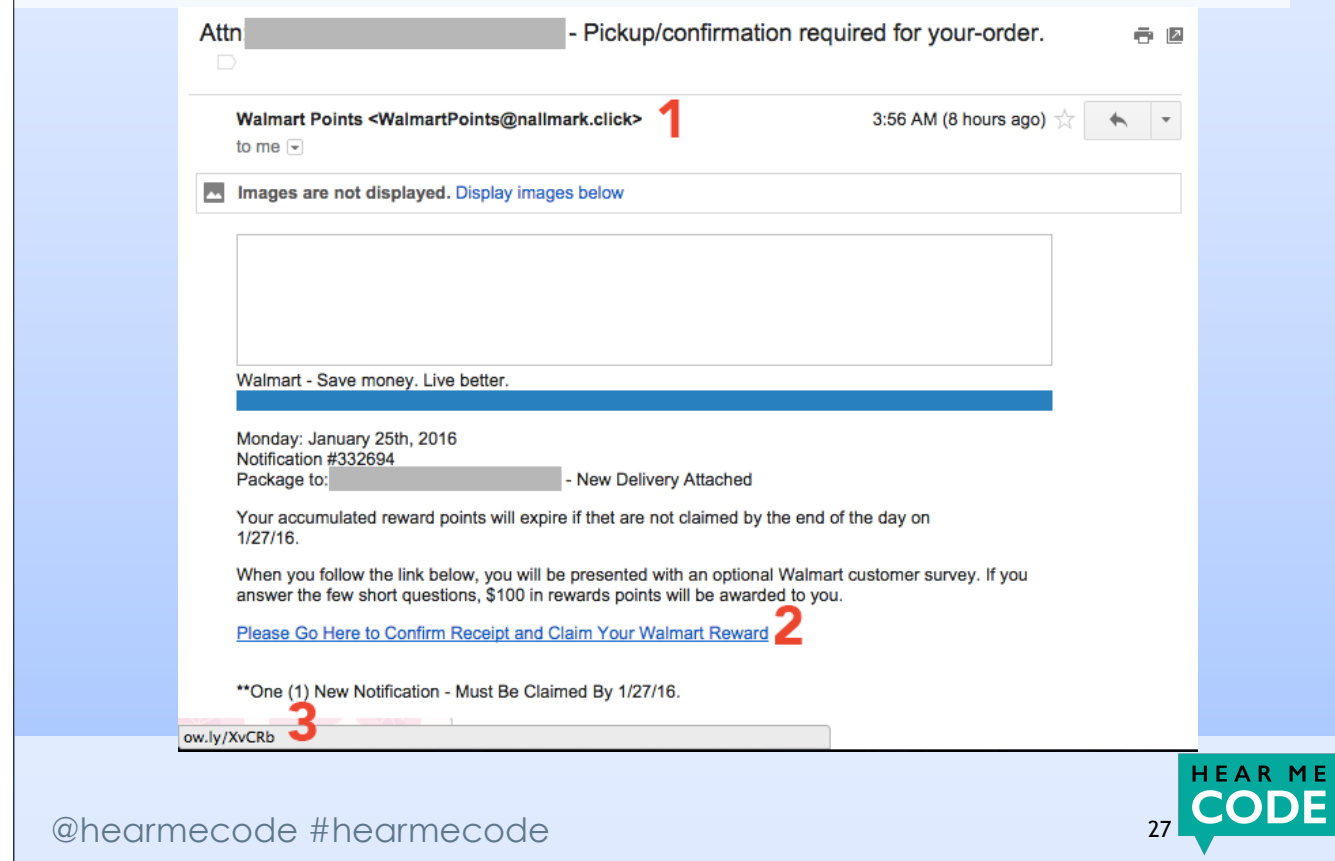 Attn - Pickup/confirmation required for your-order.
Walmart Points <WalmartPoints@nallmark.click> 1
3:56 AM (8 hours ago)
to me
Images are not displayed. Display images below
Walmart - Save money. Live better.
Monday: January 25th, 2016
Notification #332694
Package to: - New Delivery Attached
Your accumulated reward points will expire if thet are not claimed by the end of the day on
1/27/16.
When you follow the link below, you will be presented with an optional Walmart customer survey. If you
answer the few short questions, $100 in rewards points will be awarded to you.
Please Go Here to Confirm Receipt and Claim Your Walmart Reward 2
**One (1) New Notification - Must Be Claimed By 1/27/16.
ow.ly/XvCRb 3
@hearmecode #hearmecode
27
HEAR ME
CODE